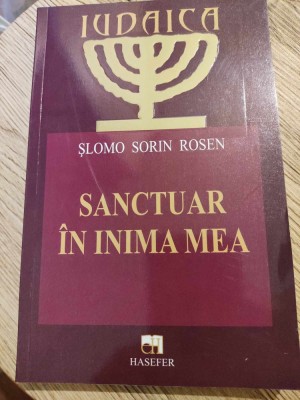 IUDAICA
ŞLOMO SORIN ROSEN
SANCTUAR
ÎN INIMA MEA
HASEFER